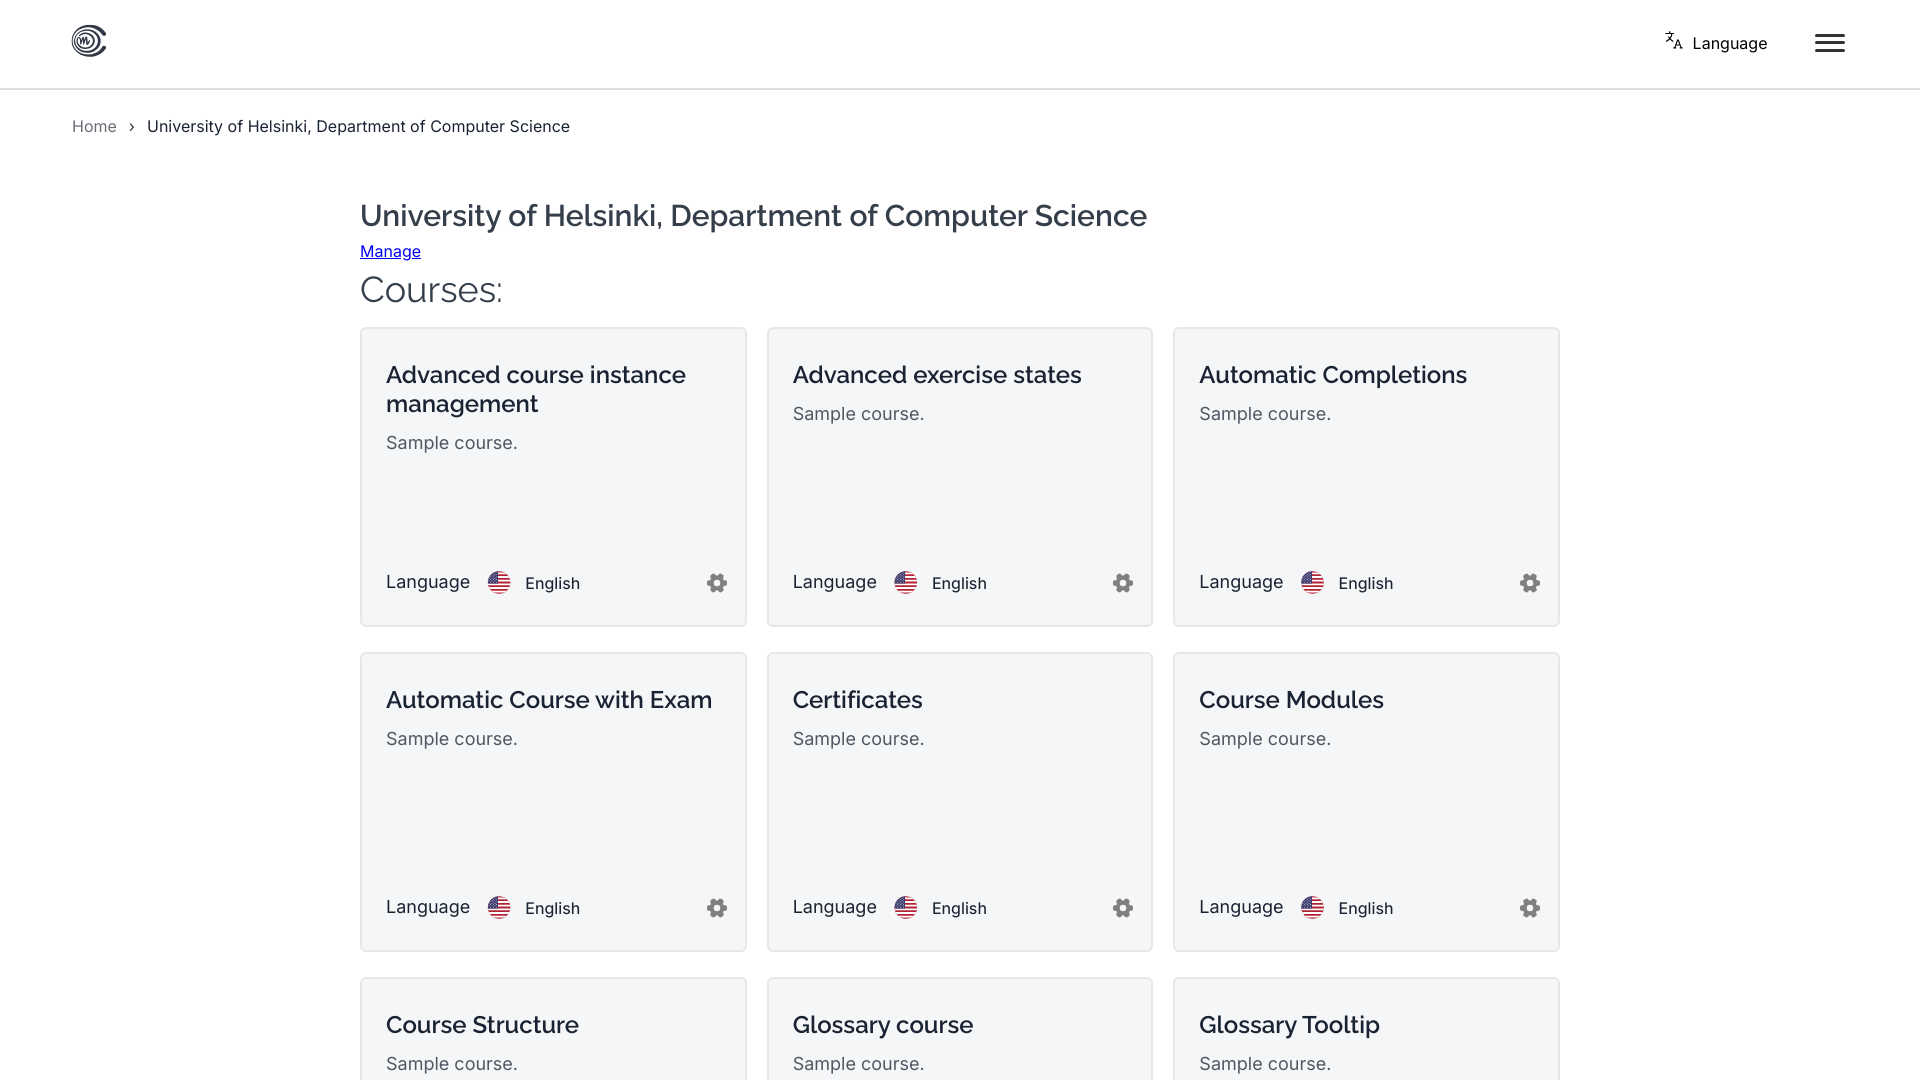 Language
Home › University of Helsinki, Department of Computer Science
University of Helsinki, Department of Computer Science
Manage
Courses:
Advanced course instance
management
Sample course.
Language English
Advanced exercise states
Sample course.
Language English
Automatic Completions
Sample course.
Language English
Automatic Course with Exam
Sample course.
Language English
Certificates
Sample course.
Language English
Course Modules
Sample course.
Language English
Course Structure
Sample course.
Glossary course
Sample course.
Glossary Tooltip
Sample course.